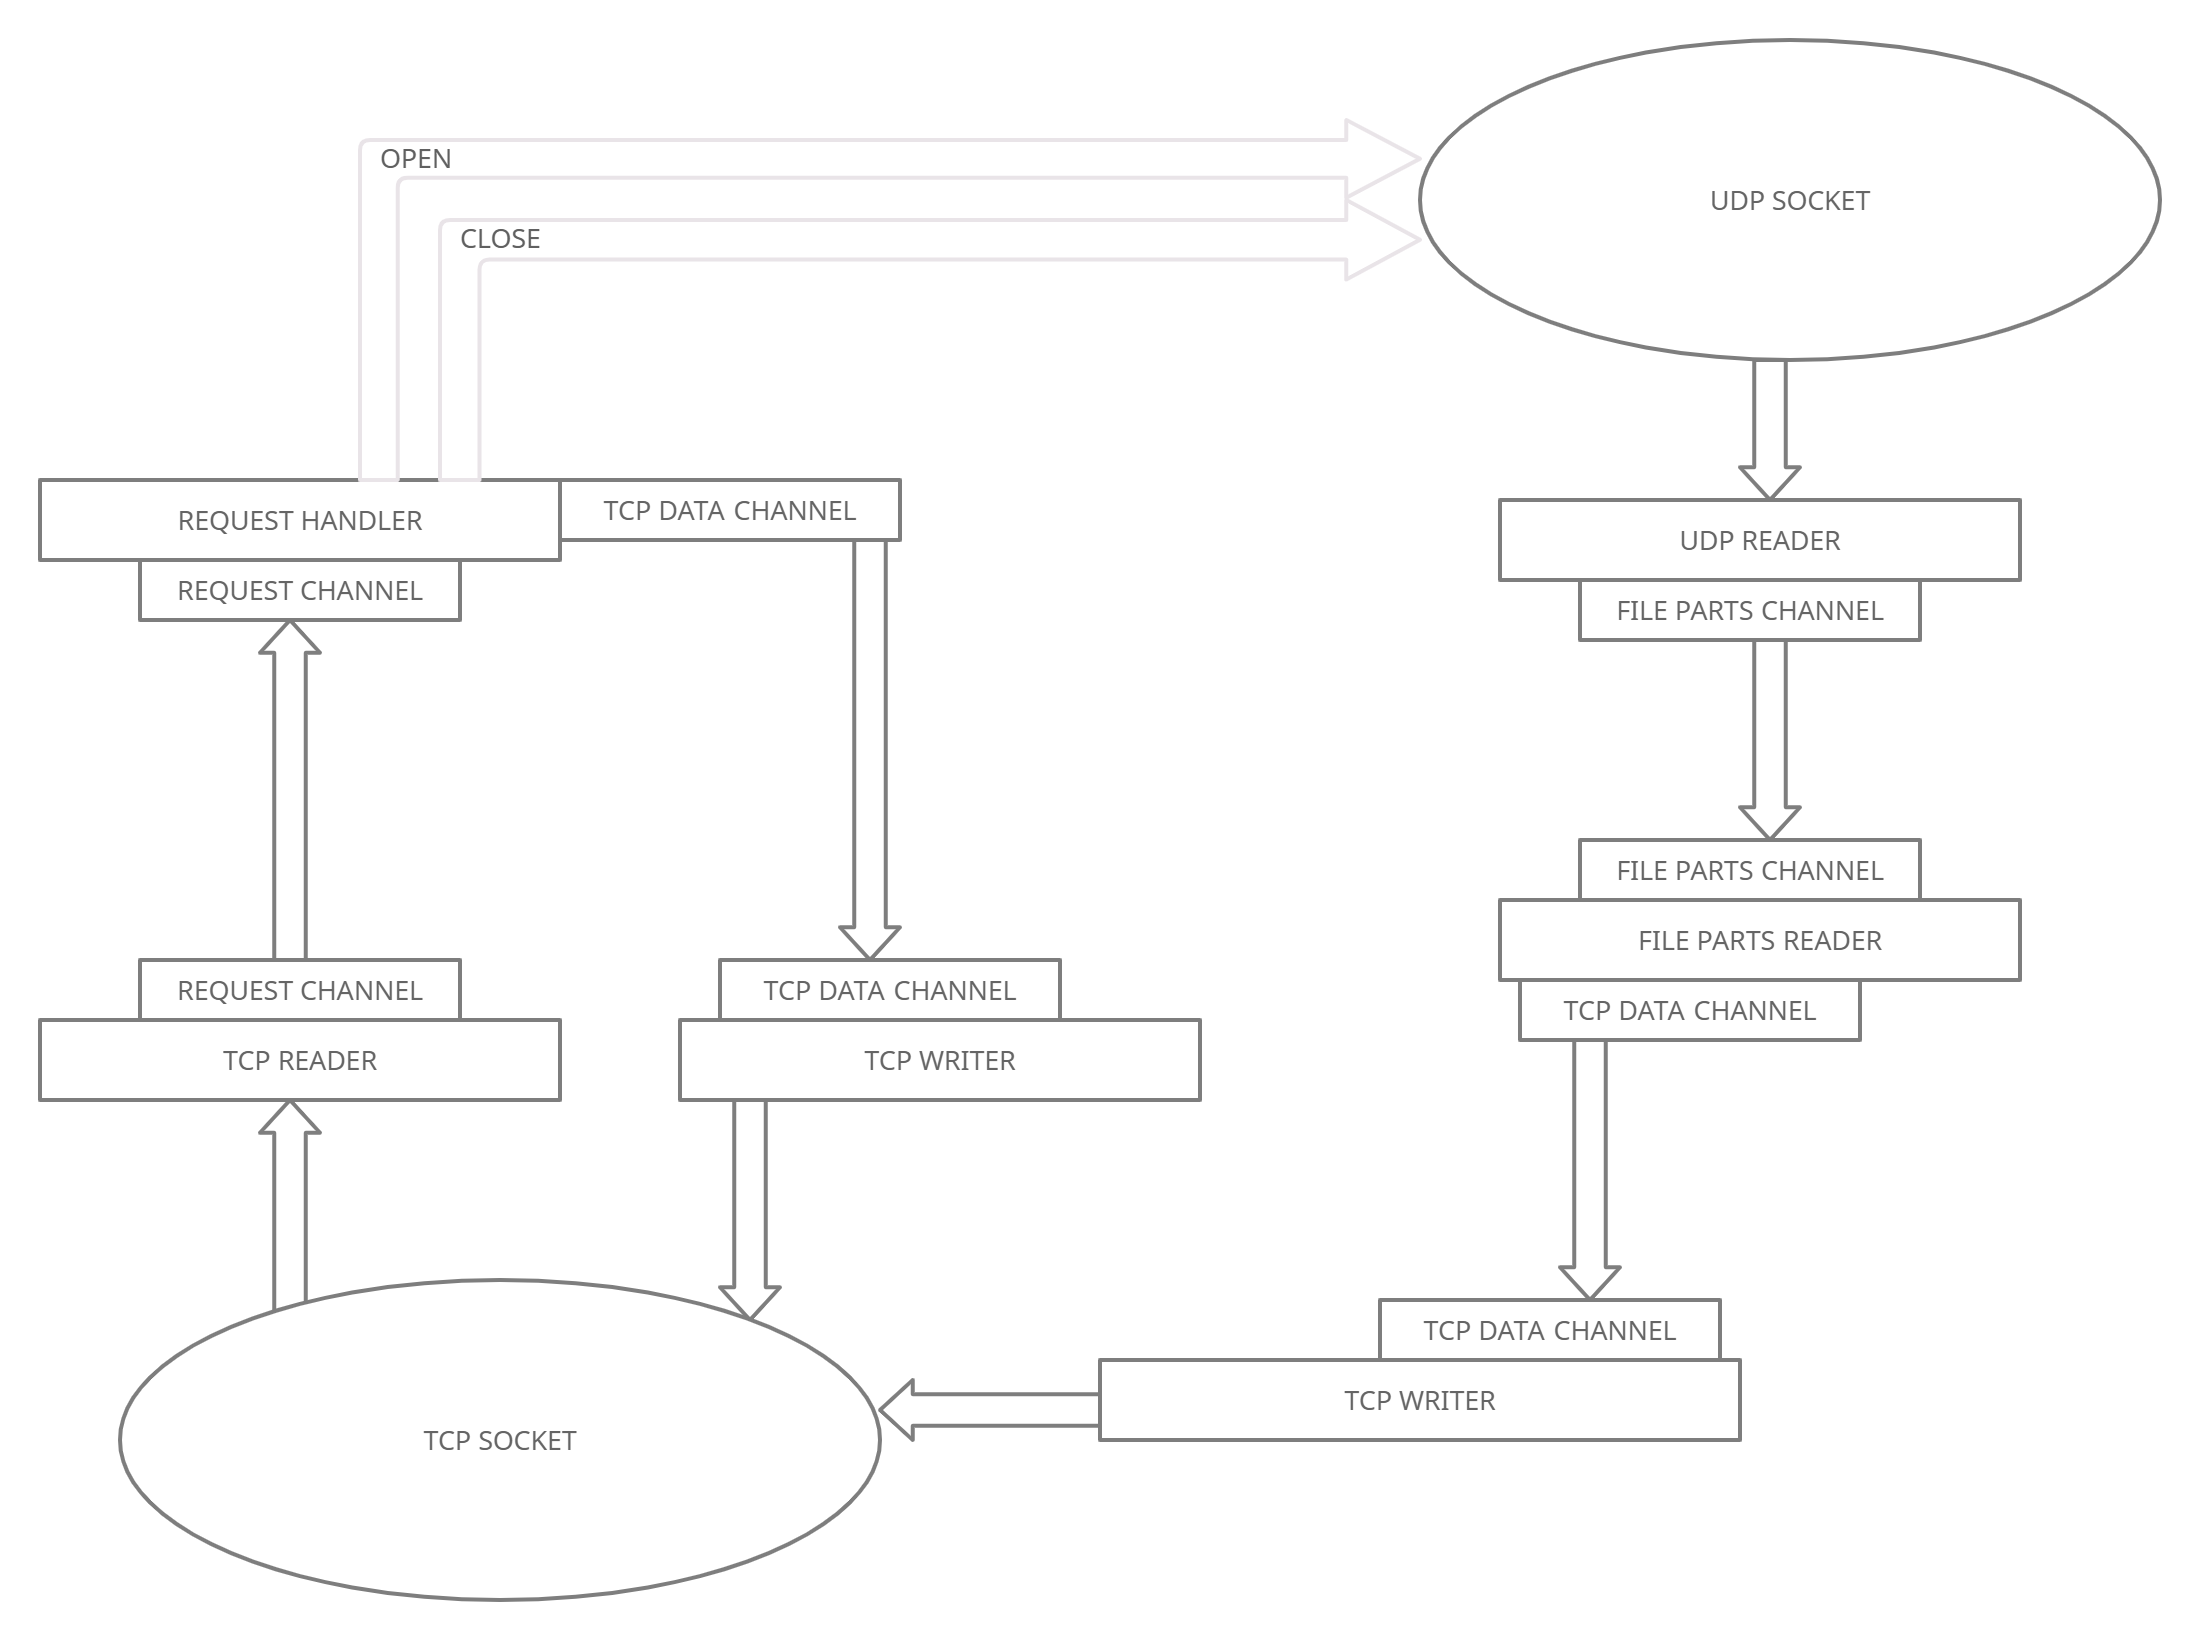 OPEN
UDP SOCKET
CLOSE
REQUEST HANDLER
TCP DATA CHANNEL
UDP READER
REQUEST CHANNEL
FILE PARTS CHANNEL
FILE PARTS CHANNEL
FILE PARTS READER
REQUEST CHANNEL
TCP DATA CHANNEL
TCP DATA CHANNEL
TCP READER
TCP WRITER
TCP DATA CHANNEL
TCP WRITER
TCP SOCKET